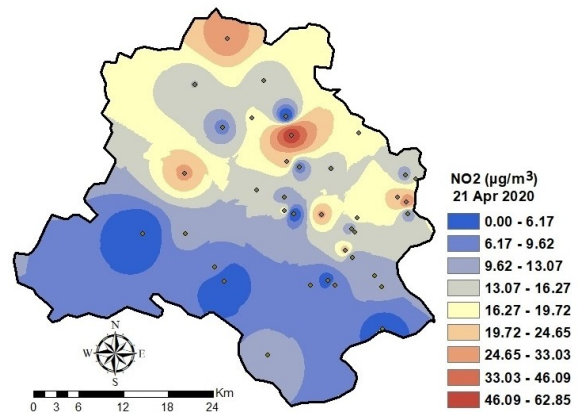 NO2 (µg/m³)
21 Apr 2020
0.00 - 6.17
6.17 - 9.62
9.62 - 13.07
13.07 - 16.27
16.27 - 19.72
19.72 - 24.65
24.65 - 33.03
33.03 - 46.09
46.09 - 62.85
N
W E
S
Km
0 3 6 12 18 24